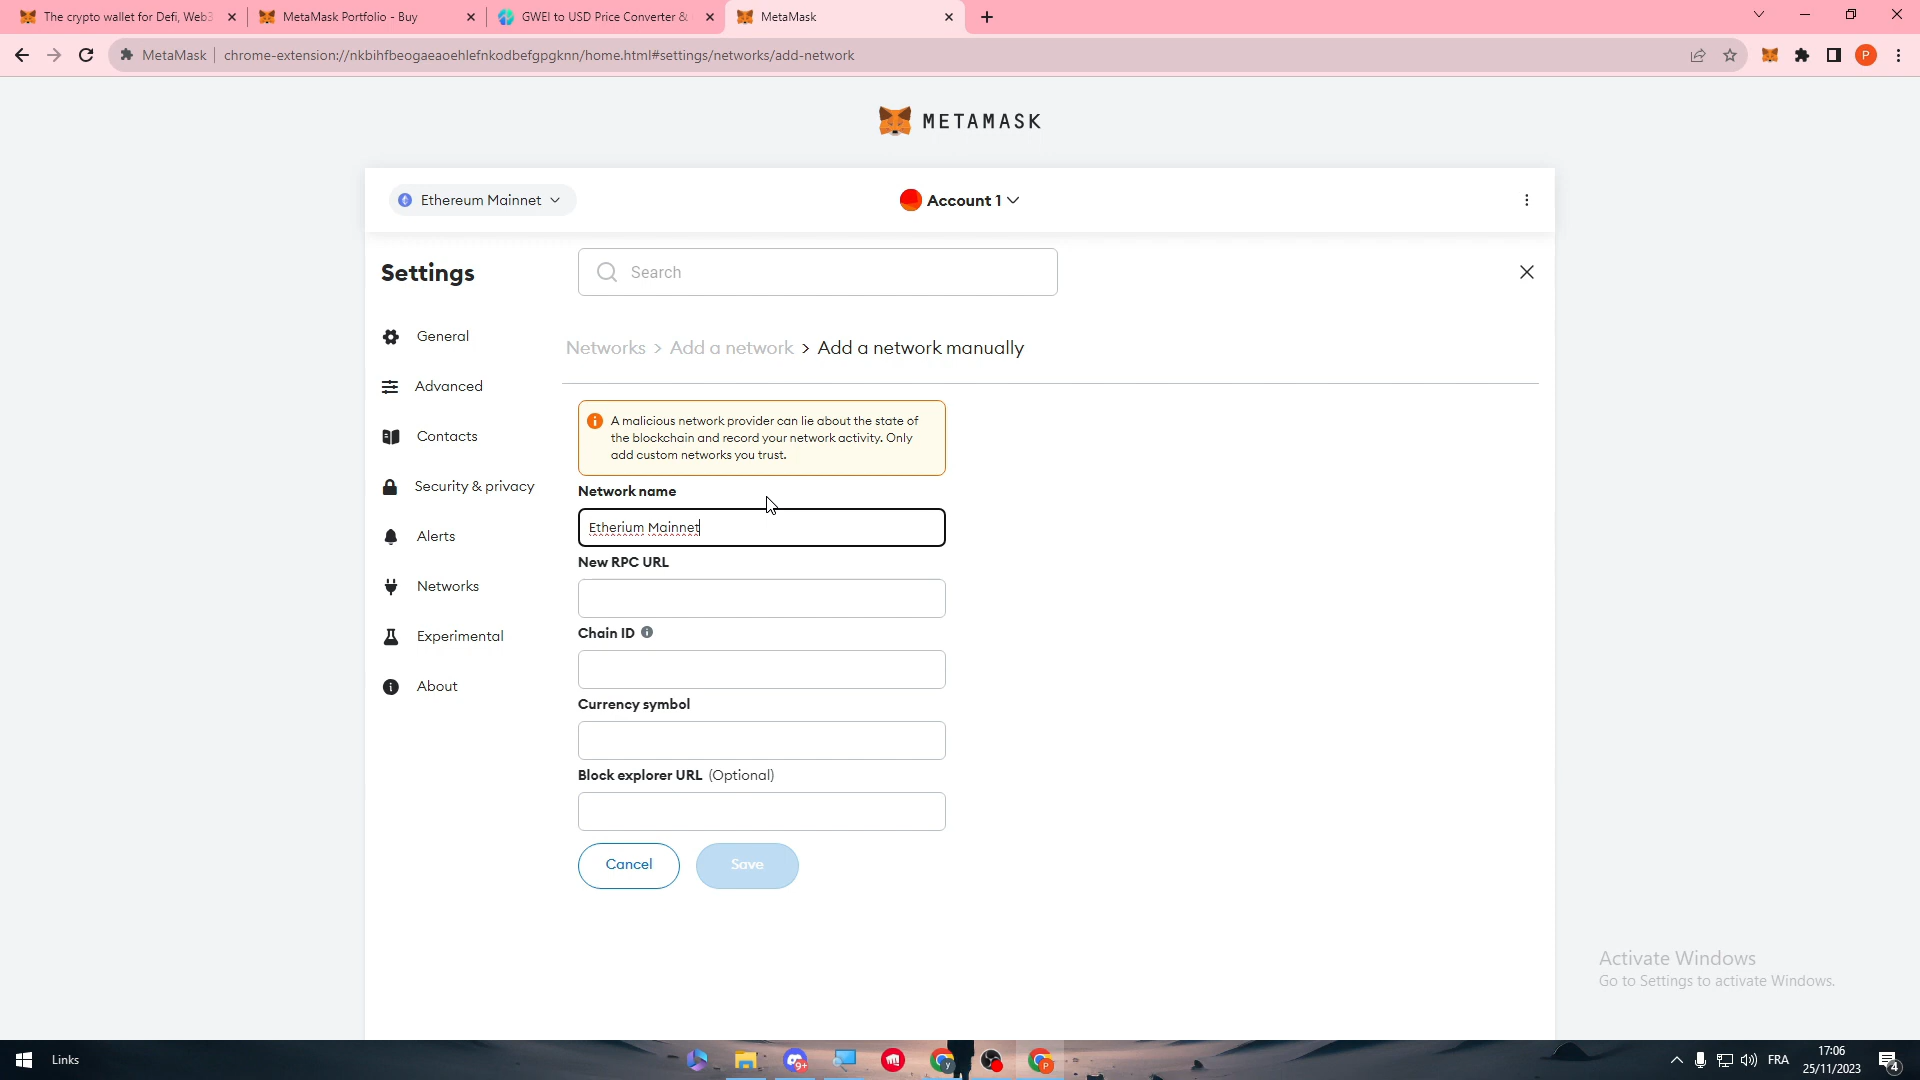 The crypto wallet for Defi, Web3
MetaMask Portfolio - Buy
GWEI to USD Price Converter &
MetaMask
MetaMask
chrome-extension://nkbihfbeogaeaoehlefnkodbefgpgknn/home.html#settings/networks/add-network
P
METAMASK
Ethereum Mainnet
Account 1
Settings
Search
General
Advanced
Contacts
Security & privacy
Alerts
Networks
Experimental
About
Networks > Add a network > Add a network manually
A malicious network provider can lie about the state of
the blockchain and record your network activity. Only
add custom networks you trust.
Network name
Etherium Mainnet
New RPC URL
Chain ID
Currency symbol
Block explorer URL (Optional)
Cancel
Save
Activate Windows
Go to Settings to activate Windows.
Links
9+
y
P
FRA
17:06
25/11/2023
4